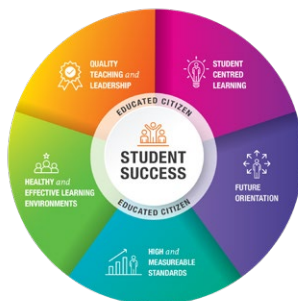 QUALITY
TEACHING and
LEADERSHIP
STUDENT
CENTRED
LEARNING
EDUCATED CITIZEN
STUDENT
SUCCESS
EDUCATED CITIZEN
HEALTHY and
EFFECTIVE LEARNING
ENVIRONMENTS
FUTURE
ORIENTATION
HIGH and
MEASUREABLE
STANDARDS